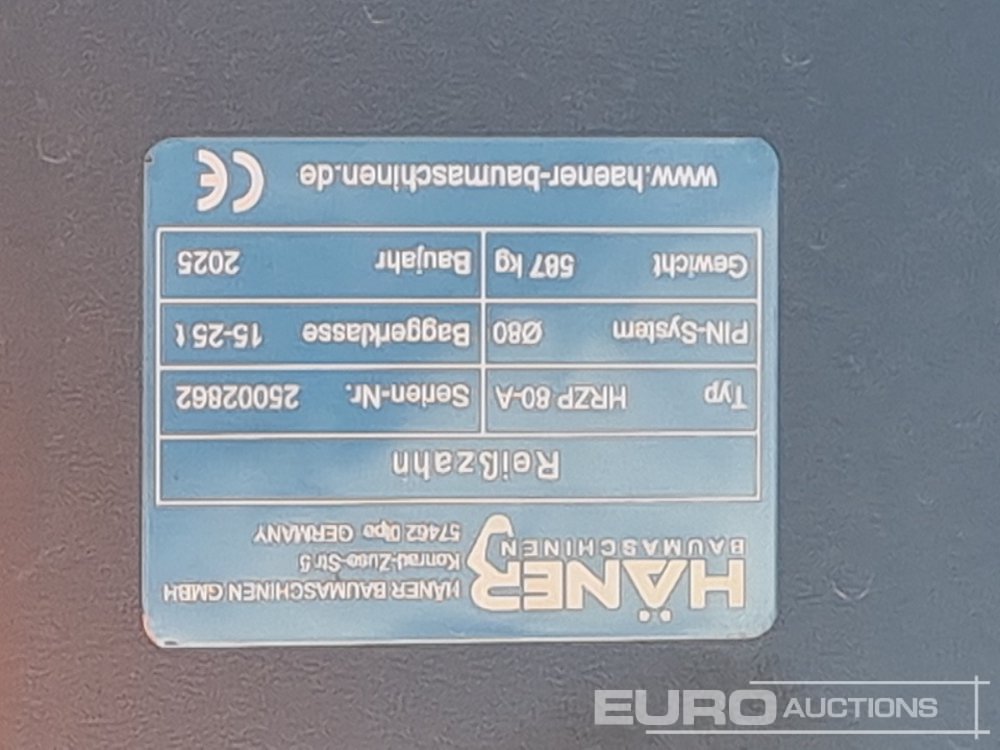 HÄNER
BAUMASCHINEN
HÄNER BAUMASCHINEN GMBH
Konrad-Zuse-Str 5
57462 Olpe GERMANY
Reißzahn
Typ HRZP 80-A Serien-Nr. 25002862
PIN-System Ø80 Baggerklasse 15-25 t
Gewicht 587 kg Baujahr 2025
www.haener-baumaschinen.de CE
EURO AUCTIONS